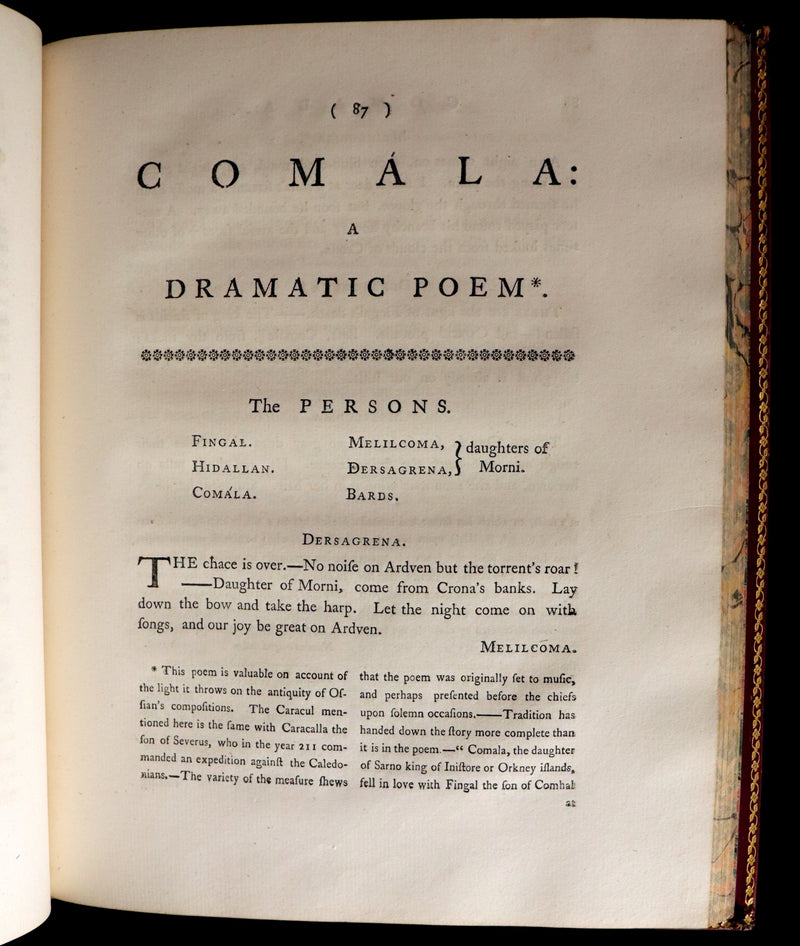 ( 87 )
C O M Á L A:
A
DRAMATIC POEM*.
The PERSONS.
FINGAL.
HIDALLAN.
COMÁLA.
MELILCOMA, } daughters of
DERSAGRENA, } Morni.
BARDS.
DERSAGRENA.
THE chace is over.—No noiſe on Ardven but the torrent's roar!
——Daughter of Morni, come from Crona's banks. Lay
down the bow and take the harp. Let the night come on with
ſongs, and our joy be great on Ardven.
MELILCOMA.
* This poem is valuable on account of
the light it throws on the antiquity of Oſ-
ſian's compoſitions. The Caracul men-
tioned here is the ſame with Caracalla the
ſon of Severus, who in the year 211 com-
manded an expedition againſt the Caledo-
nians.—The variety of the meaſure ſhews
that the poem was originally ſet to muſic,
and perhaps preſented before the chiefs
upon ſolemn occaſions.——Tradition has
handed down the ſtory more complete than
it is in the poem.—“ Comala, the daughter
of Sarno king of Iniſtore or Orkney iſlands,
fell in love with Fingal the ſon of Comhal
at